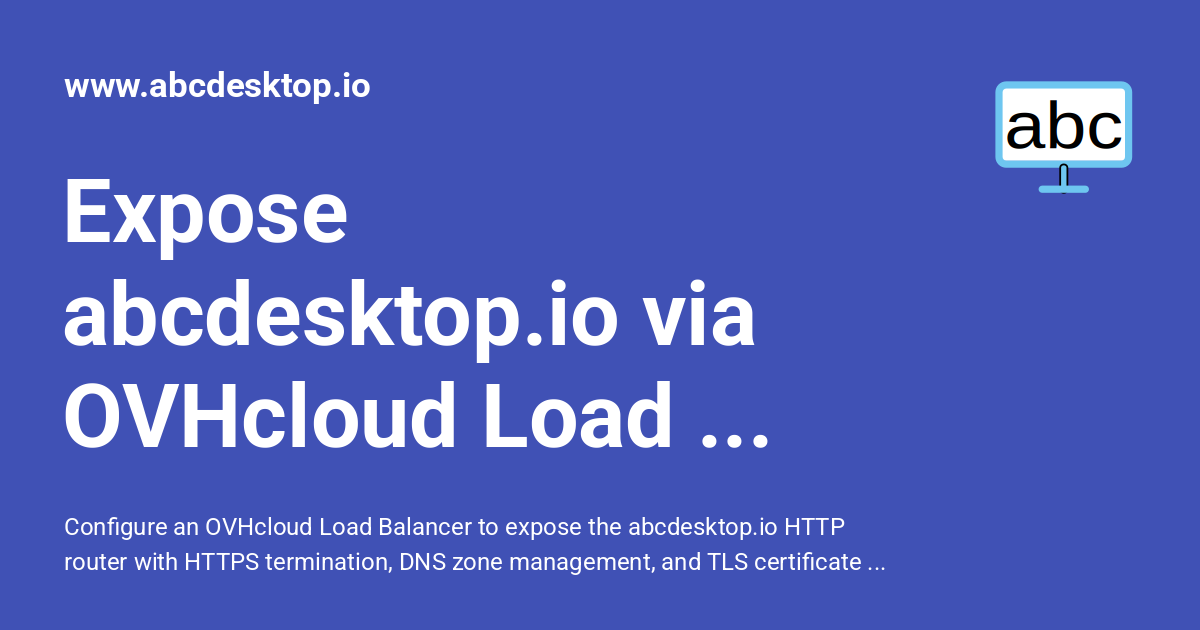 www.abcdesktop.io
abc
Expose
abcdesktop.io via
OVHcloud Load ...
Configure an OVHcloud Load Balancer to expose the abcdesktop.io HTTP
router with HTTPS termination, DNS zone management, and TLS certificate ...